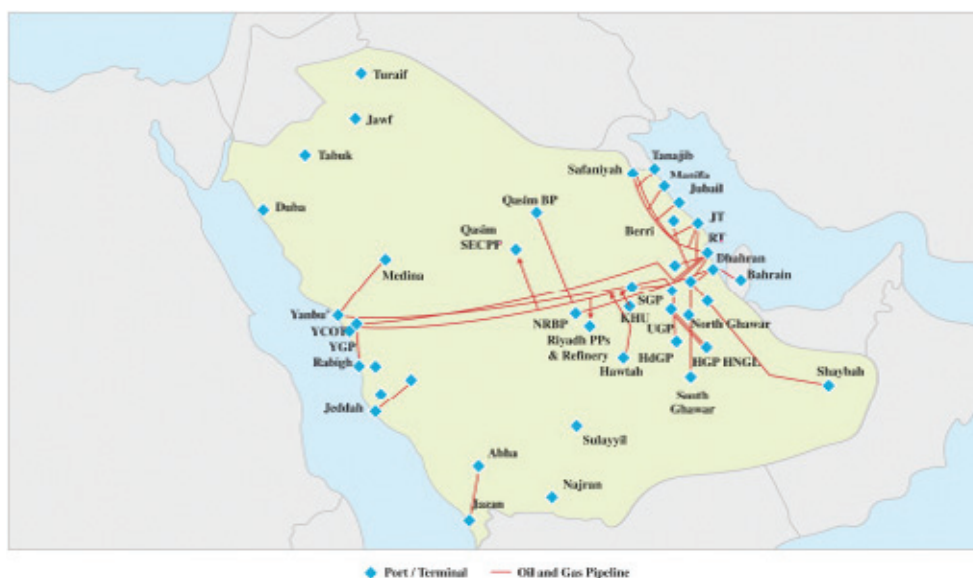 Turaif
Jawf
Tabuk
Duba
Medina
Qasim BP
Qasim
SECPP
Safaniyah
Tanajib
Manifa
Jubail
Berri
JT
RT
Dhahran
Bahrain
Yanbu'
YCOT
YGP
Rabigh
Jeddah
NRBP
Riyadh PPs
& Refinery
KHU
SGP
UGP
North Ghawar
HdGP
HGP HNGL
Hawtah
South
Ghawar
Shaybah
Sulayyil
Abha
Najran
Jazan
Port / Terminal
Oil and Gas Pipeline